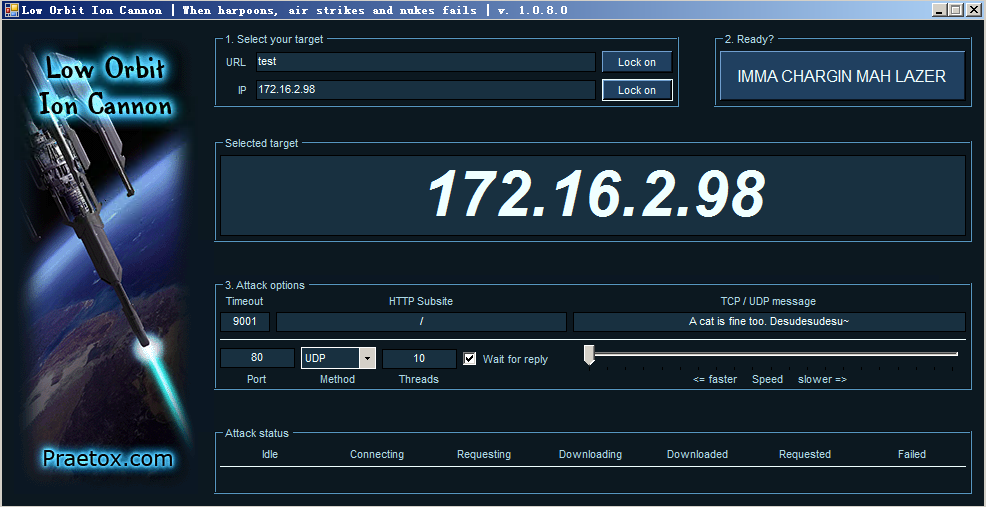 Low Orbit Ion Cannon | When harpoons, air strikes and nukes fails | v. 1.0.8.0
Low Orbit
Ion Cannon
Praetox.com
1. Select your target
URL test Lock on
IP 172.16.2.98 Lock on
2. Ready?
IMMA CHARGIN MAH LAZER
Selected target
172.16.2.98
3. Attack options
Timeout HTTP Subsite TCP / UDP message
9001 / A cat is fine too. Desudesudesu~
80 UDP 10 Wait for reply
Port Method Threads <= faster Speed slower =>
Attack status
Idle Connecting Requesting Downloading Downloaded Requested Failed